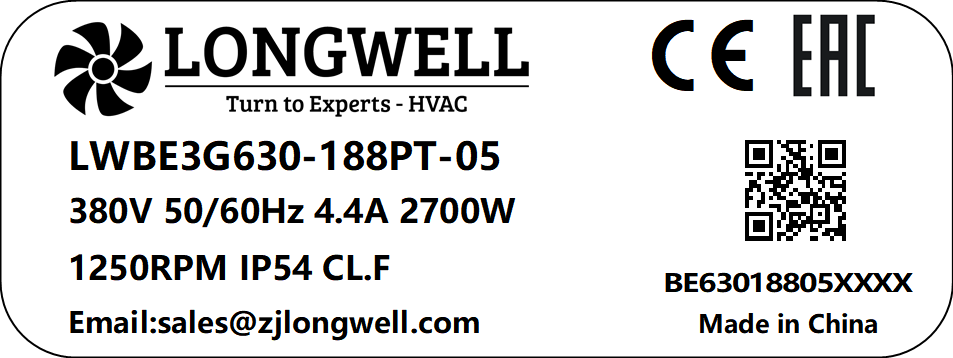 LONGWELL
Turn to Experts - HVAC
CE EAC
LWBE3G630-188PT-05
380V 50/60Hz 4.4A 2700W
1250RPM IP54 CL.F
Email:sales@zjlongwell.com
BE63018805XXXX
Made in China